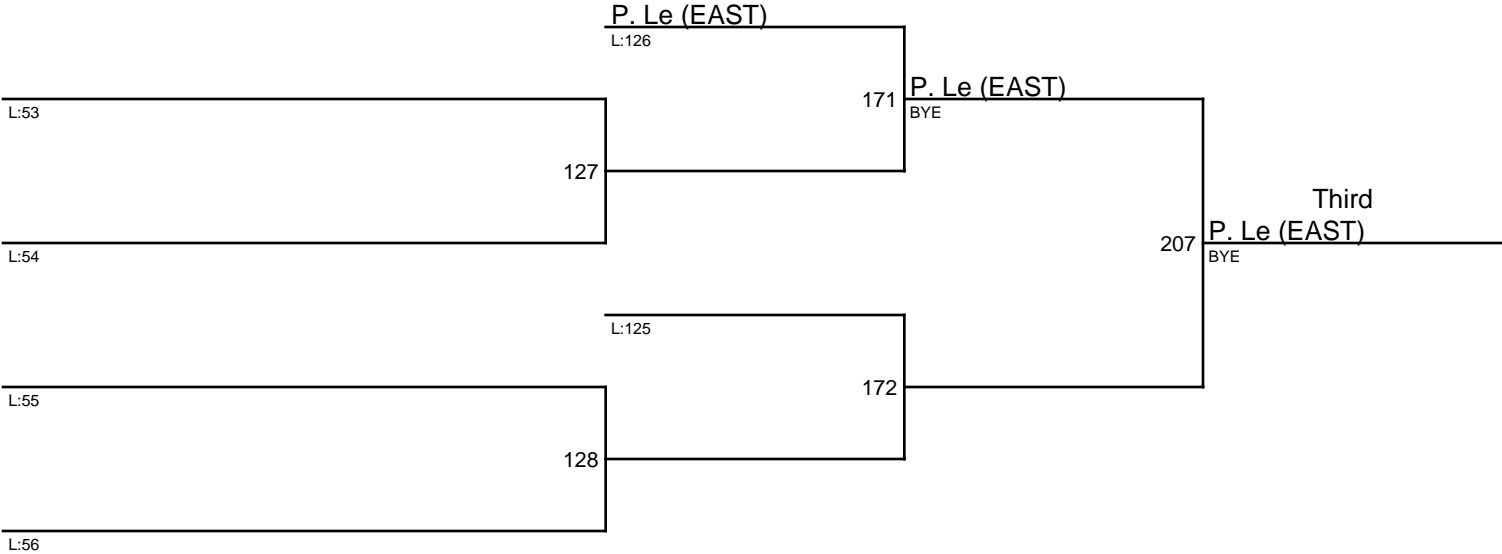 P. Le (EAST)
L:126
P. Le (EAST)
171
BYE
L:53
127
Third
P. Le (EAST)
207
BYE
L:54
L:125
172
L:55
128
L:56